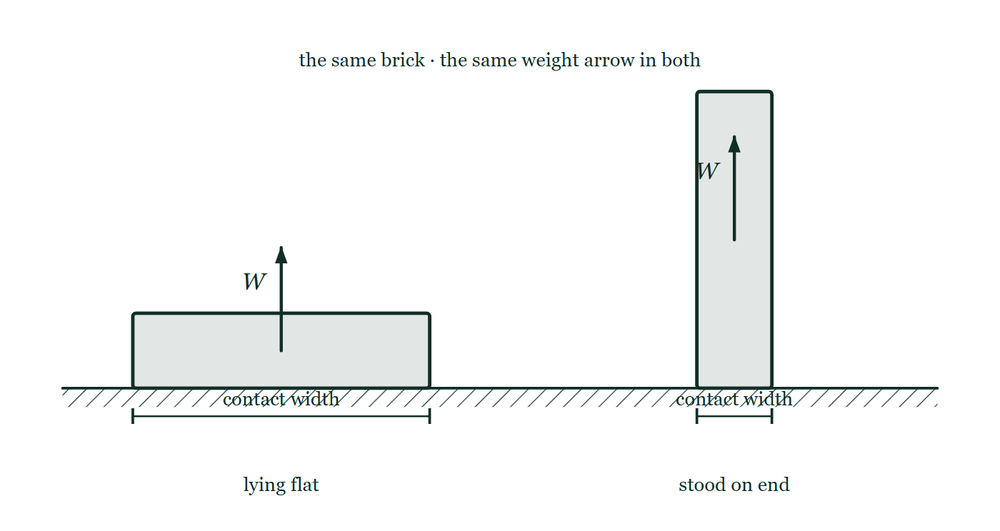 the same brick · the same weight arrow in both
W
W
contact width
contact width
lying flat
stood on end